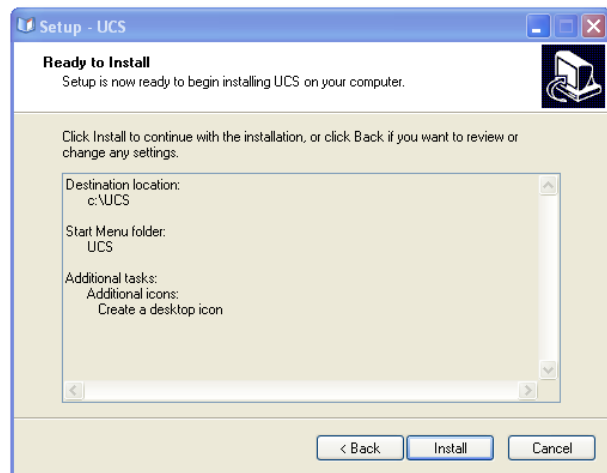 Setup - UCS
Ready to Install
Setup is now ready to begin installing UCS on your computer.
Click Install to continue with the installation, or click Back if you want to review or
change any settings.
Destination location:
c:\UCS
Start Menu folder:
UCS
Additional tasks:
Additional icons:
Create a desktop icon
< Back Install Cancel